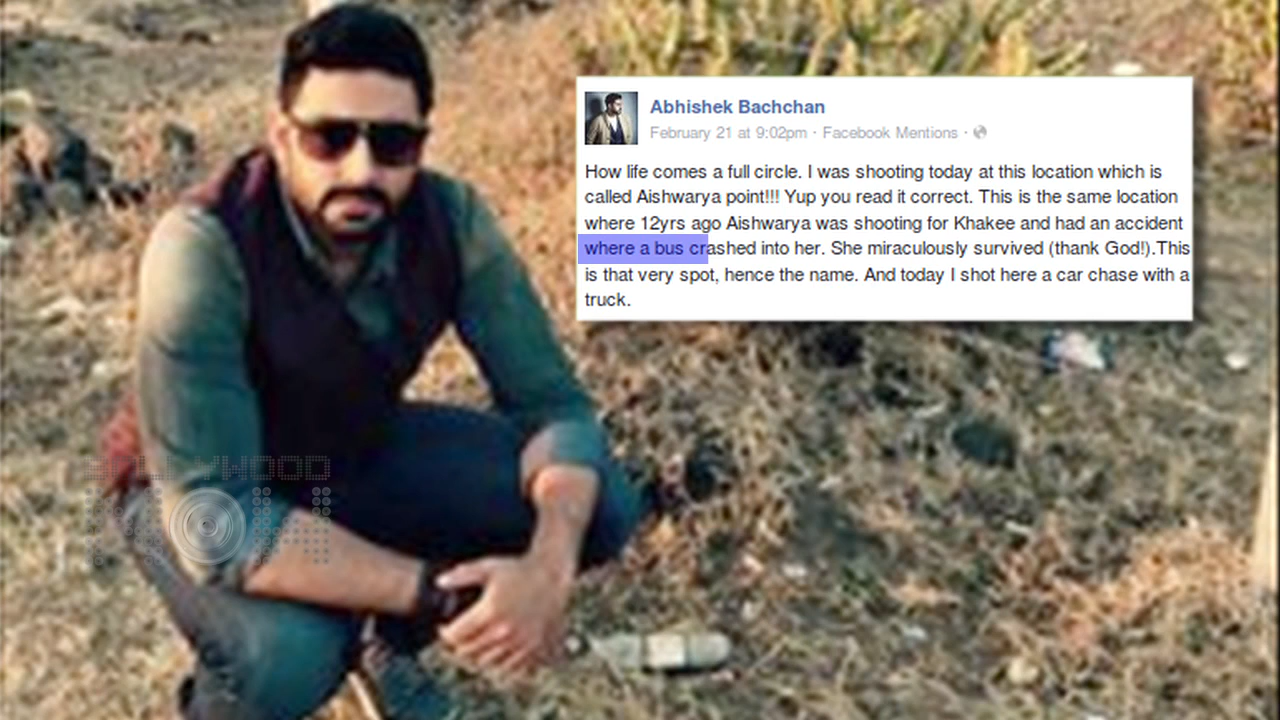 Abhishek Bachchan
February 21 at 9:02pm · Facebook Mentions ·
How life comes a full circle. I was shooting today at this location which is
called Aishwarya point!!! Yup you read it correct. This is the same location
where 12yrs ago Aishwarya was shooting for Khakee and had an accident
where a bus crashed into her. She miraculously survived (thank God!).This
is that very spot, hence the name. And today I shot here a car chase with a
truck.
BOLLYWOOD
NOW